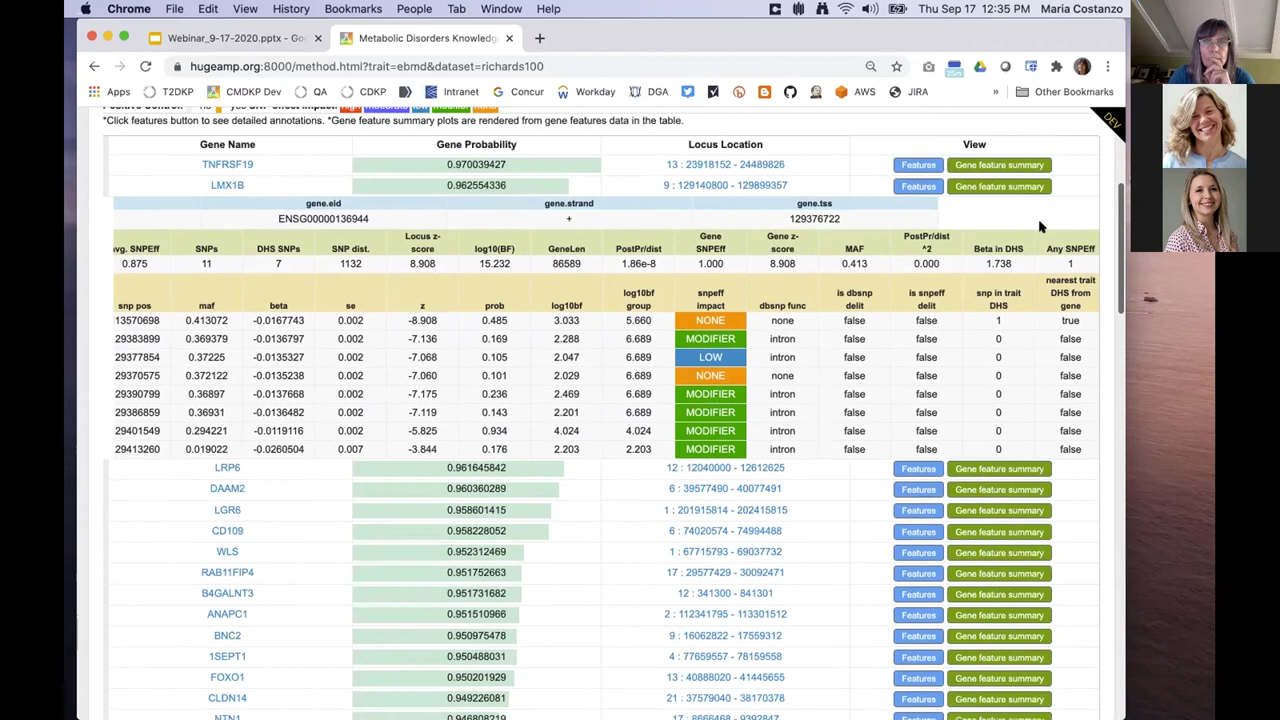 Chrome File Edit View History Bookmarks People Tab Window Help Thu Sep 17 12:35 PM Maria Costanzo
Webinar_9-17-2020.pptx - Go Metabolic Disorders Knowledg
hugeamp.org:8000/method.html?trait=ebmd&dataset=richards100
Apps T2DKP CMDKP Dev QA CDKP Intranet Concur Workday DGA AWS JIRA » Other Bookmarks
*Click features button to see detailed annotations. *Gene feature summary plots are rendered from gene features data in the table.
DEV
Gene Name Gene Probability Locus Location View
TNFRSF19 0.970039427 13 : 23918152 - 24489826 Features Gene feature summary
LMX1B 0.962554336 9 : 129140800 - 129899357 Features Gene feature summary
gene.eid gene.strand gene.tss
ENSG00000136944 + 129376722
avg. SNPEff SNPs DHS SNPs SNP dist. Locus z-score log10(BF) GeneLen PostPr/dist Gene SNPEff Gene z-score MAF PostPr/dist ^2 Beta in DHS Any SNPEff
0.875 11 7 1132 8.908 15.232 86589 1.86e-8 1.000 8.908 0.413 0.000 1.738 1
snp pos maf beta se z prob log10bf log10bf group snpeff impact dbsnp func is dbsnp delit is snpeff delit snp in trait DHS nearest trait DHS from gene
13570698 0.413072 -0.0167743 0.002 -8.908 0.485 3.033 5.660 NONE none false false 1 true
29383899 0.369379 -0.0136797 0.002 -7.136 0.169 2.288 6.689 MODIFIER intron false false 0 false
29377854 0.37225 -0.0135327 0.002 -7.068 0.105 2.047 6.689 LOW intron false false 0 false
29370575 0.372122 -0.0135238 0.002 -7.060 0.101 2.029 6.689 NONE none false false 0 false
29390799 0.36897 -0.0137668 0.002 -7.175 0.236 2.469 6.689 MODIFIER intron false false 0 false
29386859 0.36931 -0.0136482 0.002 -7.119 0.143 2.201 6.689 MODIFIER intron false false 0 false
29401549 0.294221 -0.0119116 0.002 -5.825 0.934 4.024 4.024 MODIFIER intron false false 0 false
29413260 0.019022 -0.0260504 0.007 -3.844 0.176 2.203 2.203 MODIFIER intron false false 0 false
LRP6 0.961645842 12 : 12040000 - 12612625 Features Gene feature summary
DAAM2 0.960360289 6 : 39577490 - 40077491 Features Gene feature summary
LGR6 0.958601415 1 : 201915814 - 202415815 Features Gene feature summary
CD109 0.958228052 6 : 74020574 - 74994488 Features Gene feature summary
WLS 0.952312469 1 : 67715793 - 69037732 Features Gene feature summary
RAB11FIP4 0.951752663 17 : 29577429 - 30092471 Features Gene feature summary
B4GALNT3 0.951731682 12 : 341300 - 841301 Features Gene feature summary
ANAPC1 0.951510966 2 : 112341795 - 113301512 Features Gene feature summary
BNC2 0.950975478 9 : 16062822 - 17559312 Features Gene feature summary
1SEPT1 0.950488031 4 : 77659557 - 78159558 Features Gene feature summary
FOXO1 0.950201929 13 : 40888020 - 41445655 Features Gene feature summary
CLDN14 0.949226081 21 : 37579040 - 38170378 Features Gene feature summary
NTN1 0.946808219 17 : 8666468 - 9392847 Features Gene feature summary